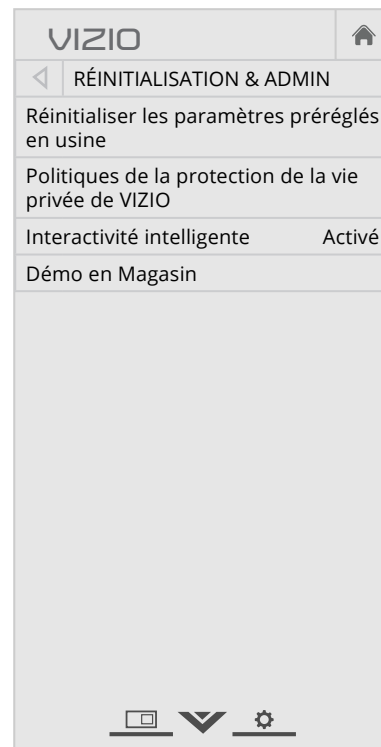 VIZIO
RÉINITIALISATION & ADMIN
Réinitialiser les paramètres préréglés
en usine
Politiques de la protection de la vie
privée de VIZIO
Interactivité intelligente Activé
Démo en Magasin